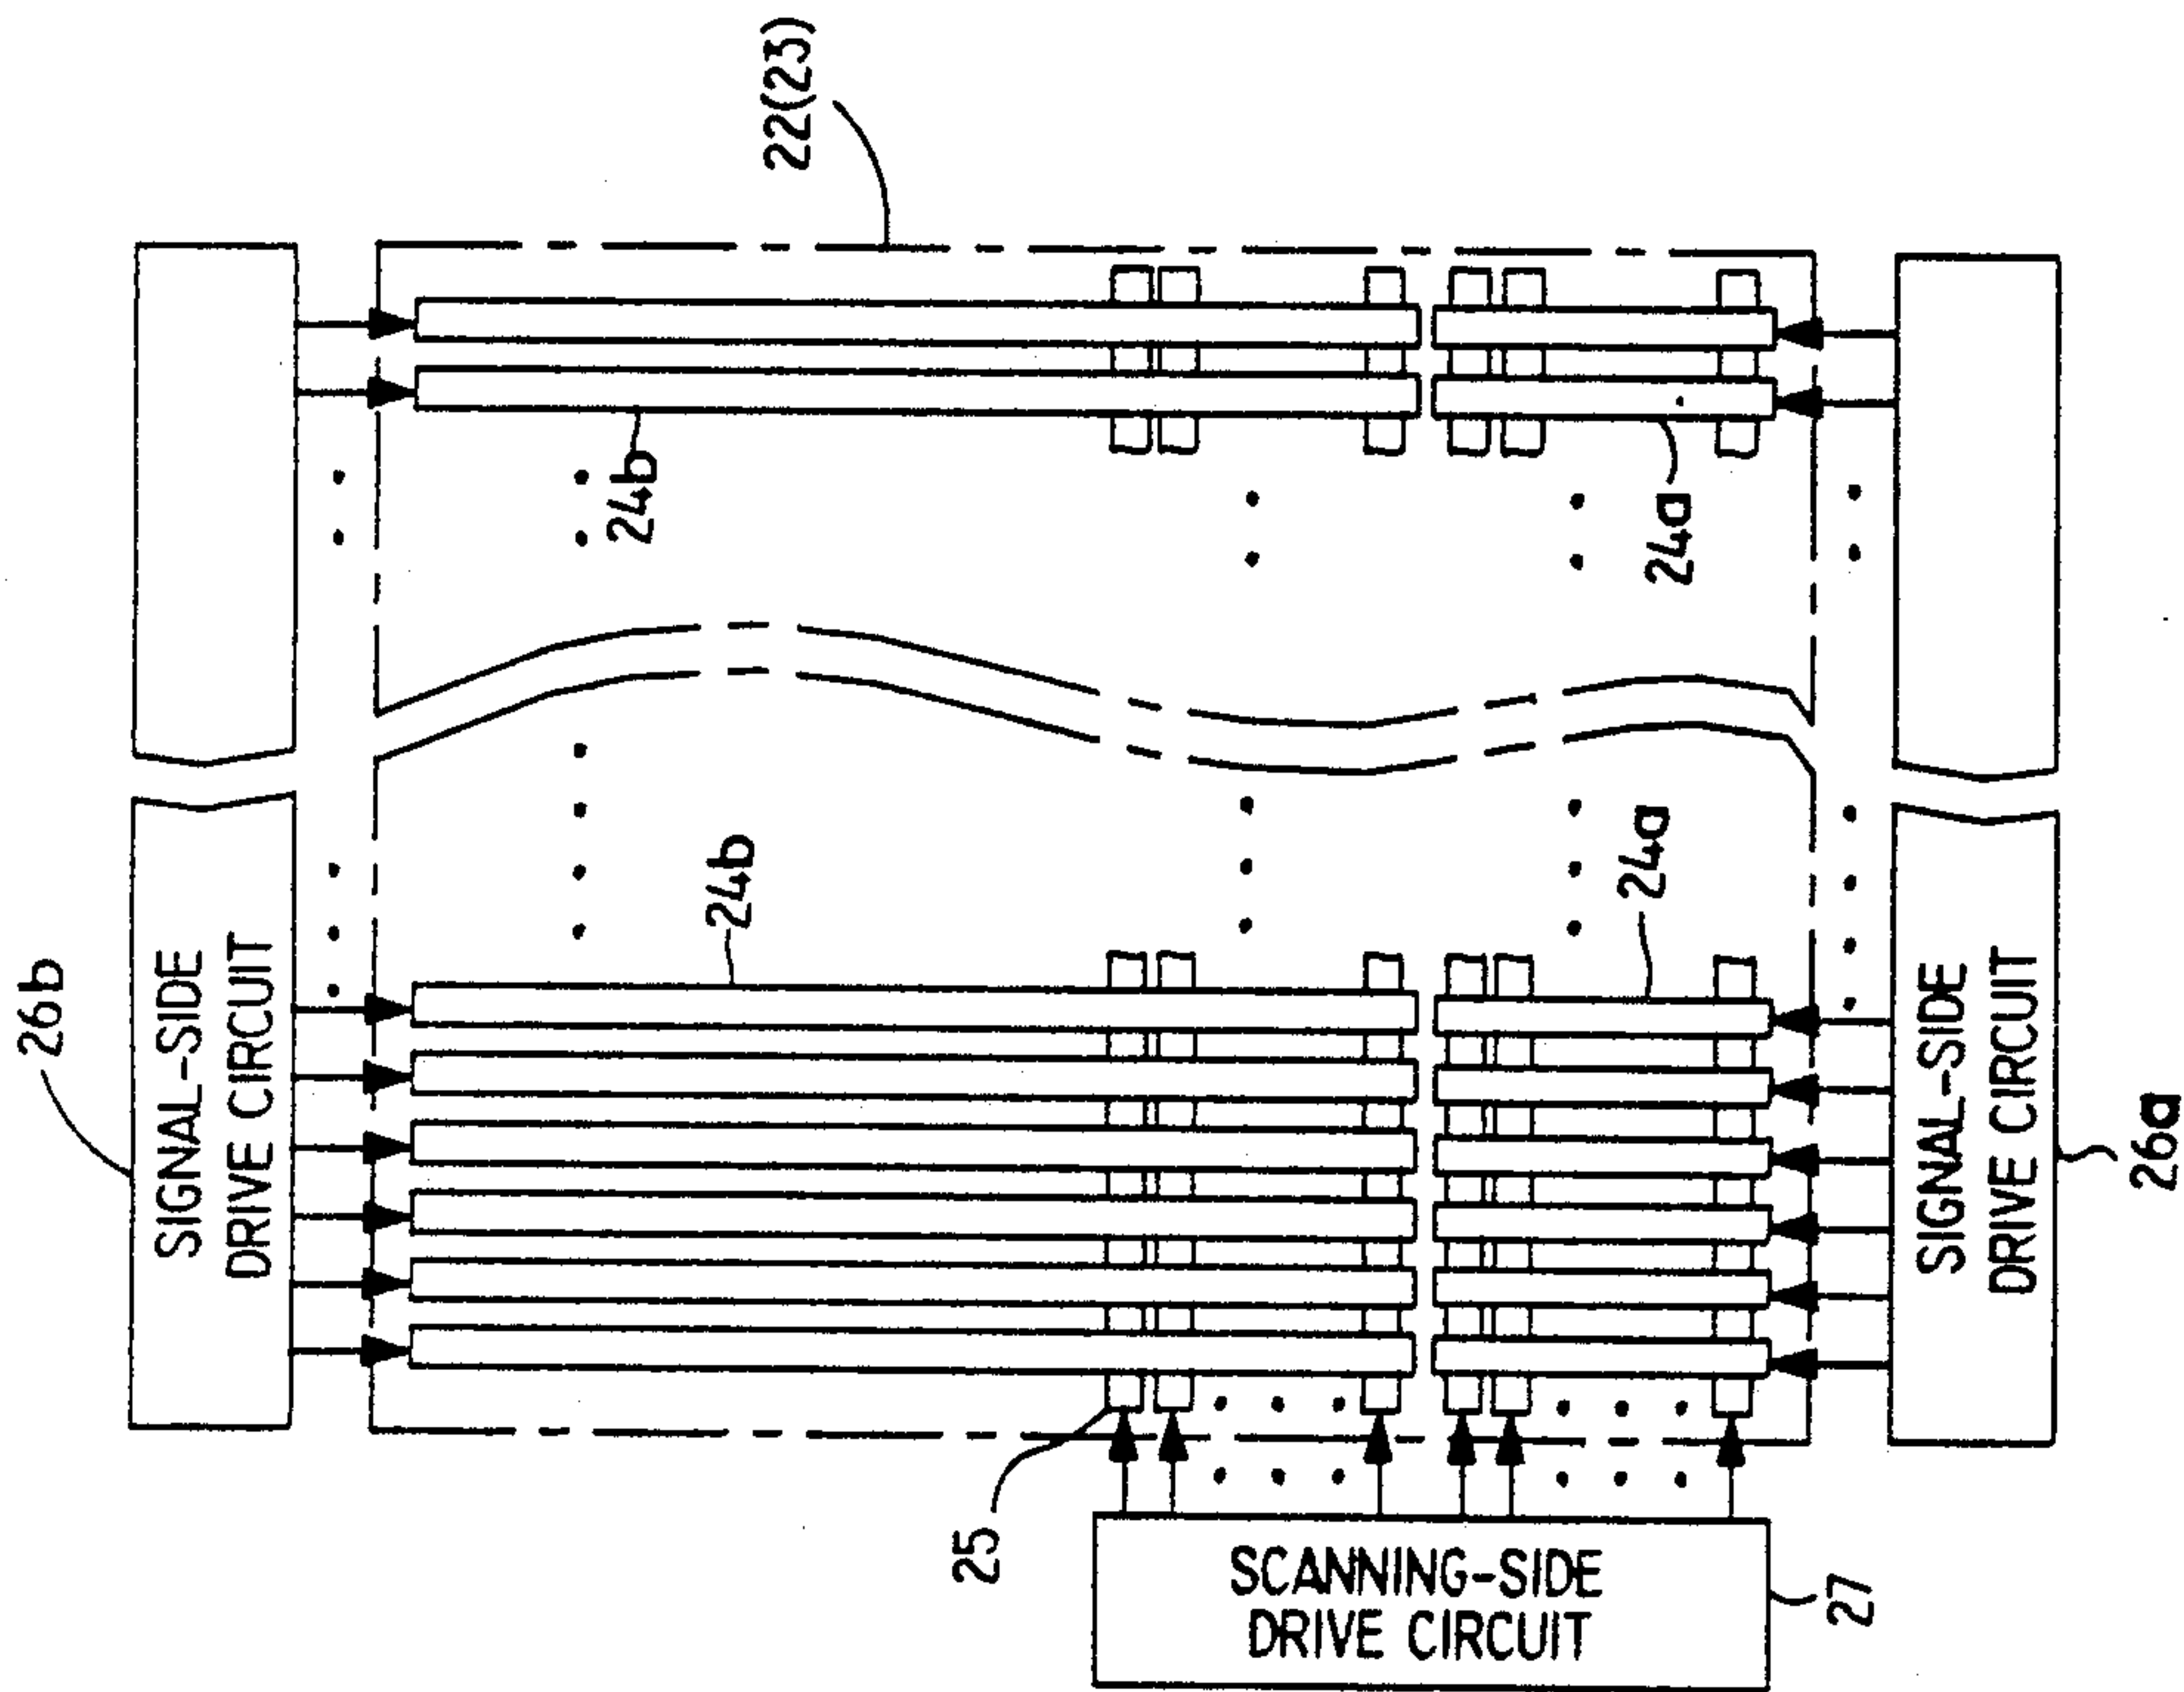 22(23)
26b
SIGNAL-SIDE
DRIVE CIRCUIT
24b
24b
24a
24a
SIGNAL-SIDE
DRIVE CIRCUIT
26a
25
SCANNING-SIDE
DRIVE CIRCUIT
27